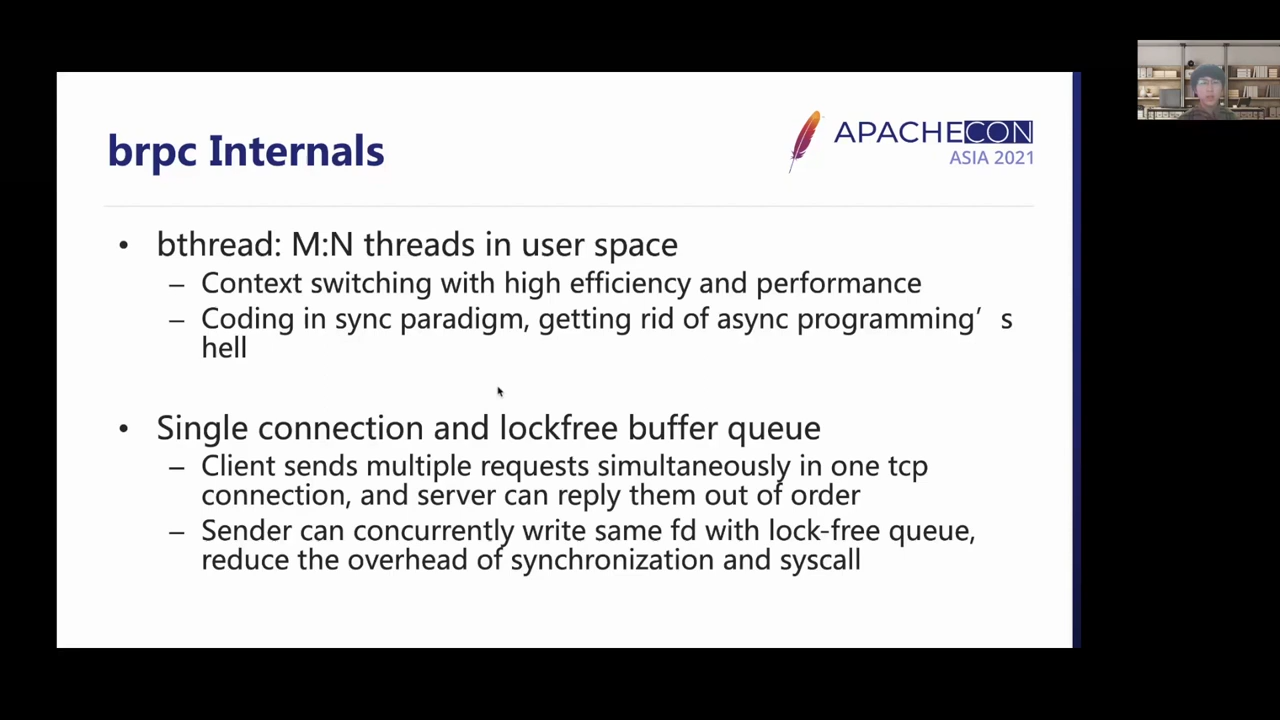 brpc Internals
APACHECON
ASIA 2021
• bthread: M:N threads in user space
– Context switching with high efficiency and performance
– Coding in sync paradigm, getting rid of async programming’s
hell
• Single connection and lockfree buffer queue
– Client sends multiple requests simultaneously in one tcp
connection, and server can reply them out of order
– Sender can concurrently write same fd with lock-free queue,
reduce the overhead of synchronization and syscall